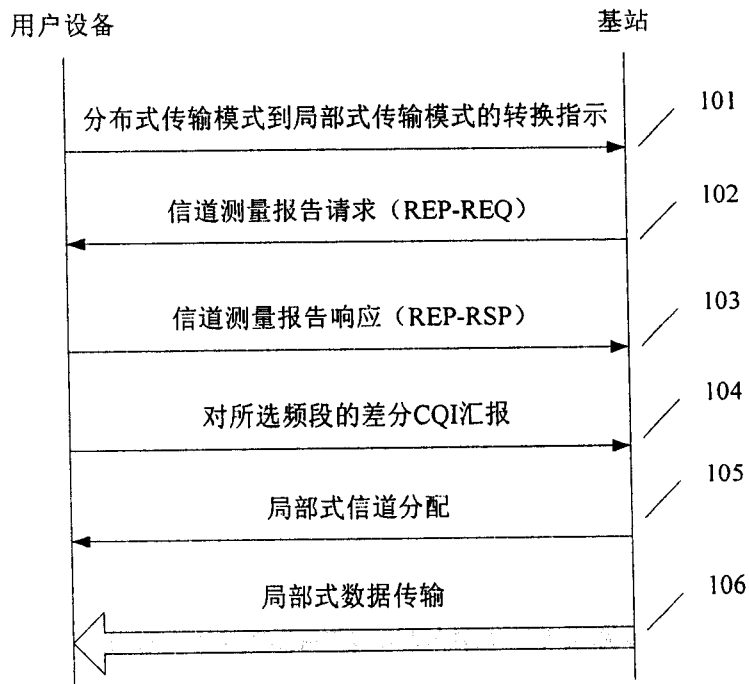 用户设备
基站
分布式传输模式到局部式传输模式的转换指示
101
信道测量报告请求（REP-REQ）
102
信道测量报告响应（REP-RSP）
103
对所选频段的差分CQI汇报
104
局部式信道分配
105
局部式数据传输
106